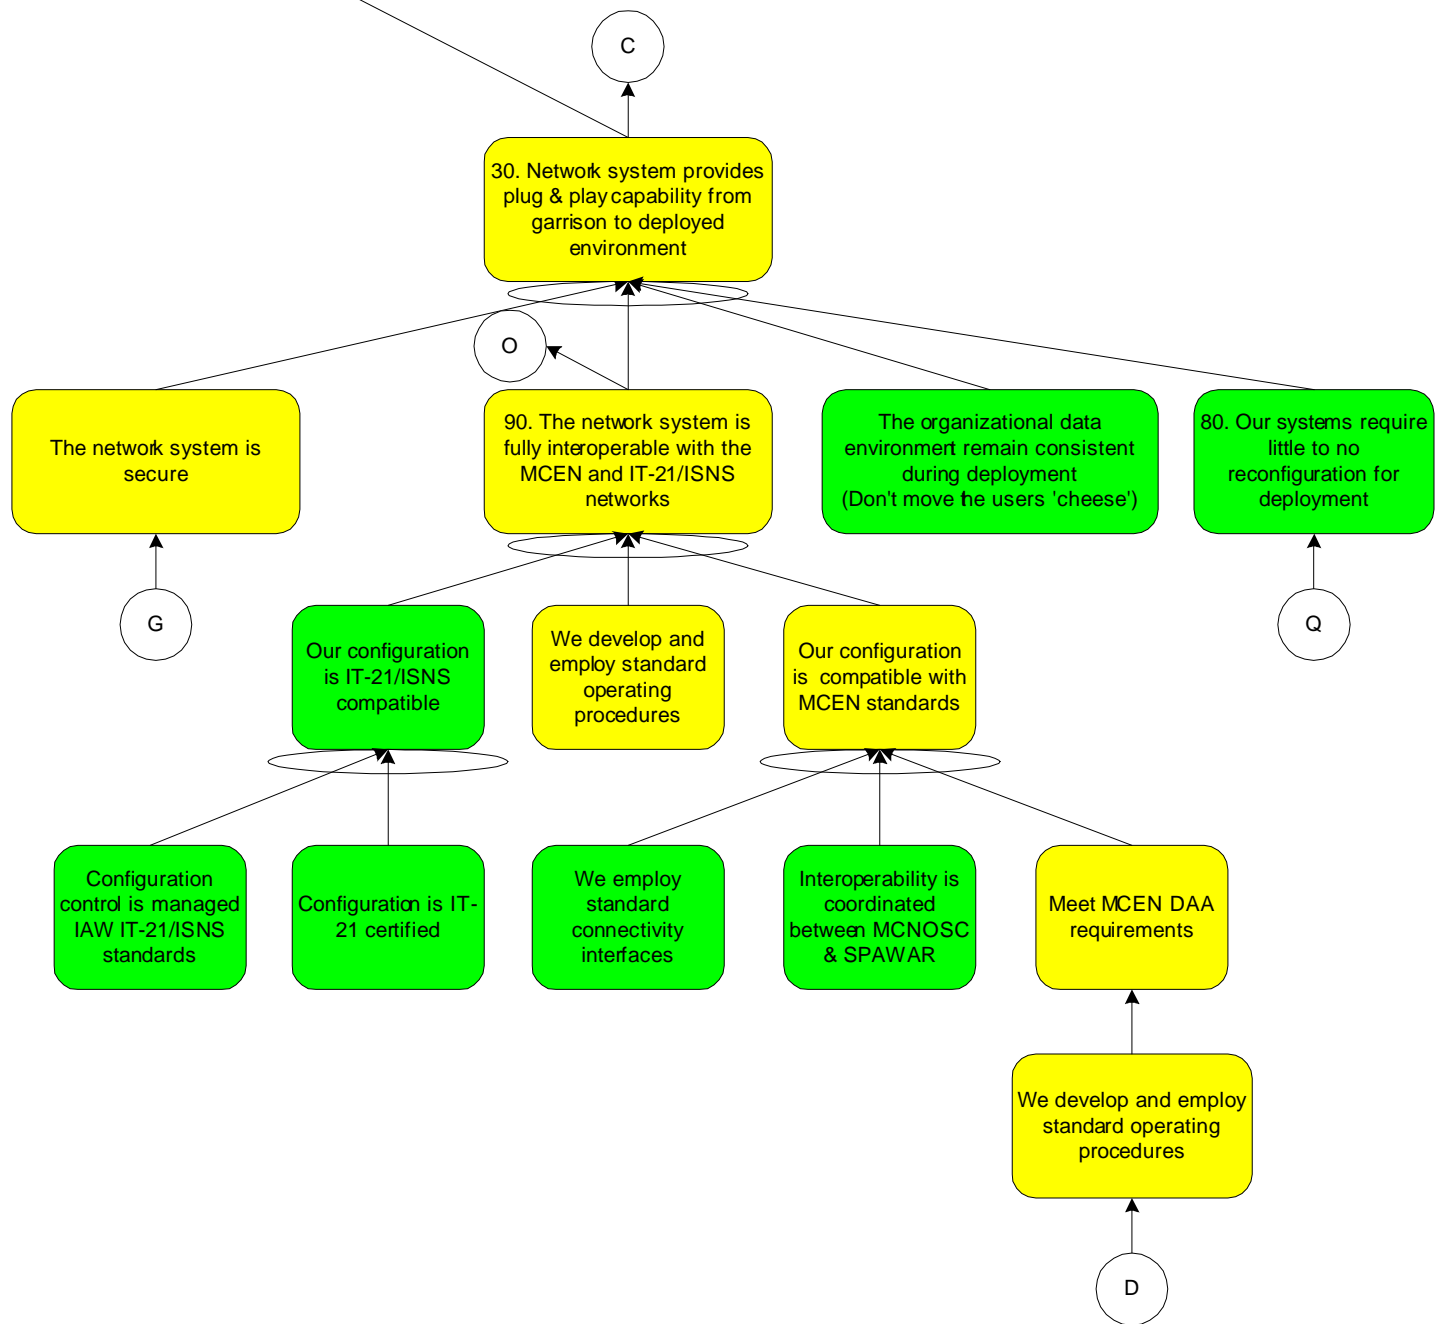 C
30. Network system provides
plug & play capability from
garrison to deployed
environment
O
The network system is
secure
90. The network system is
fully interoperable with the
MCEN and IT-21/ISNS
networks
The organizational data
environmert remain consistent
during deployment
(Don't move the users 'cheese')
80. Our systems require
little to no
reconfiguration for
deployment
G
Q
Our configuration
is IT-21/ISNS
compatible
We develop and
employ standard
operating
procedures
Our configuration
is compatible with
MCEN standards
Configuration
control is managed
IAW IT-21/ISNS
standards
Configuration is IT-
21 certified
We employ
standard
connectivity
interfaces
Interoperability is
coordinated
between MCNOSC
& SPAWAR
Meet MCEN DAA
requirements
We develop and employ
standard operating
procedures
D